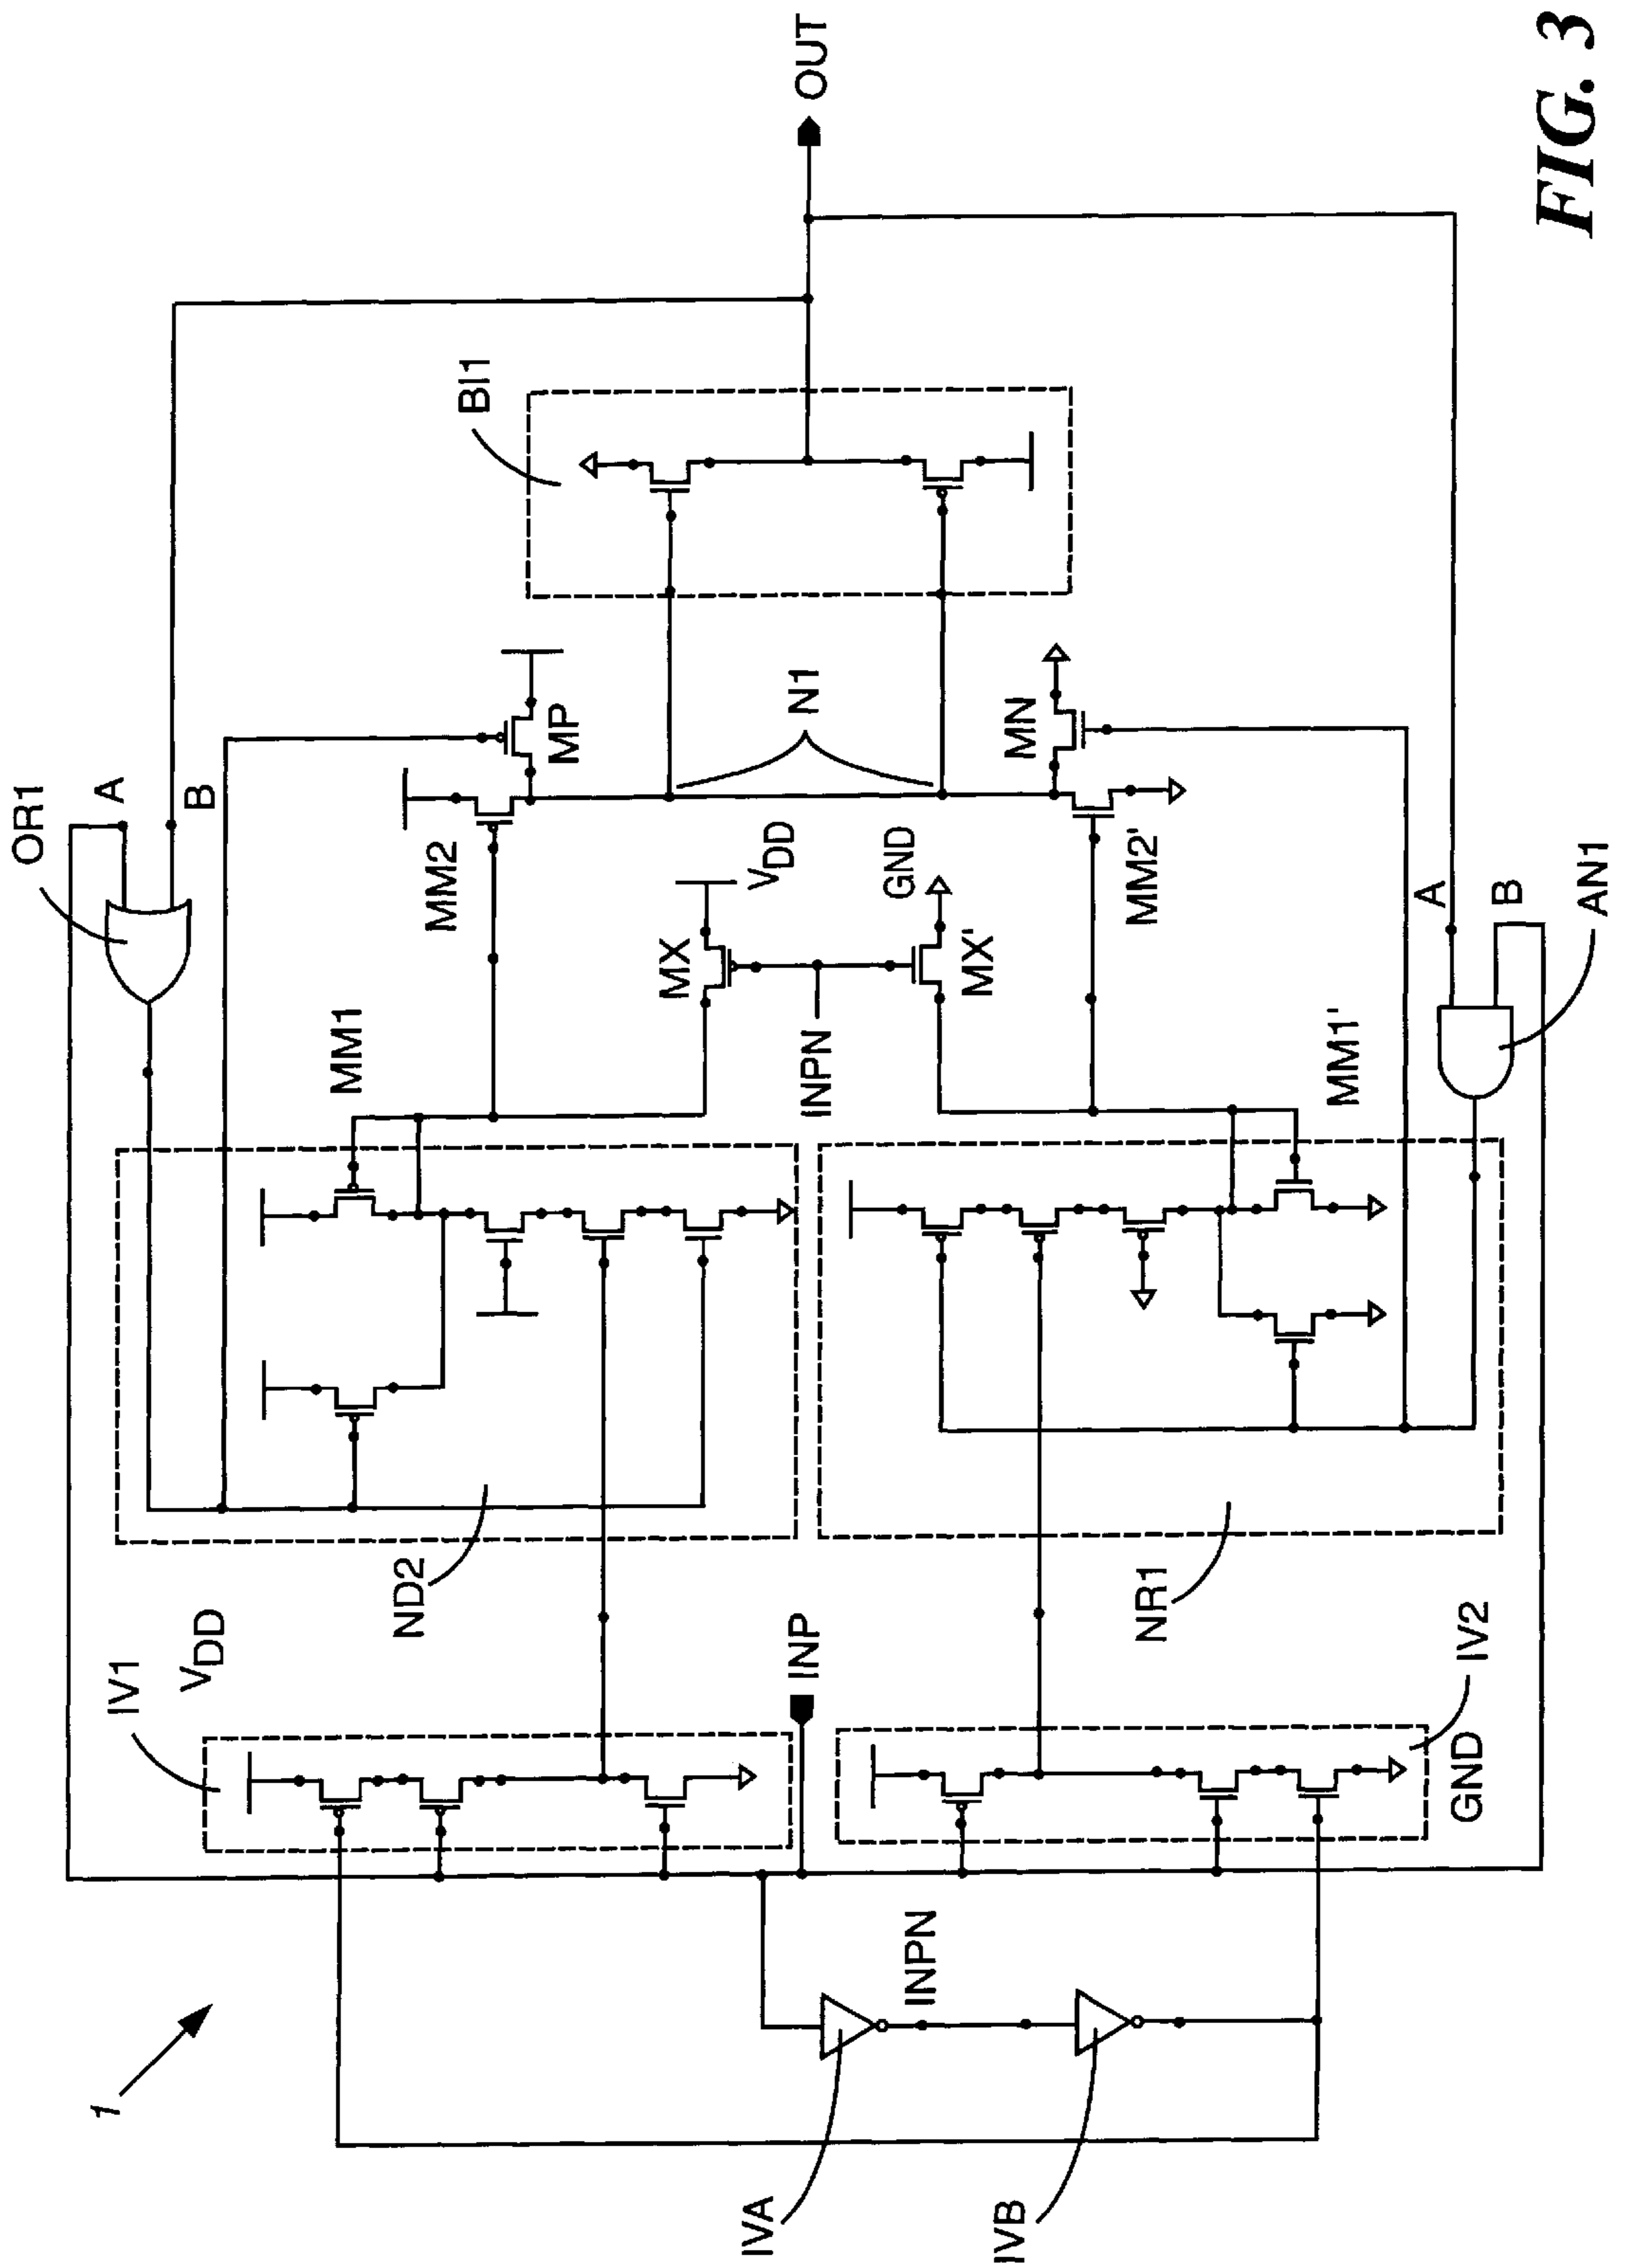 OUT
FIG. 3
BI1
N1
MP
MN
OR1
A
B
MM2
VDD
GND
MM2'
A
B
AN1
MX
MX'
MM1
INPN
MM1'
ND2
NR1
IV1
VDD
INP
IV2
GND
INPN
1
IVA
IVB